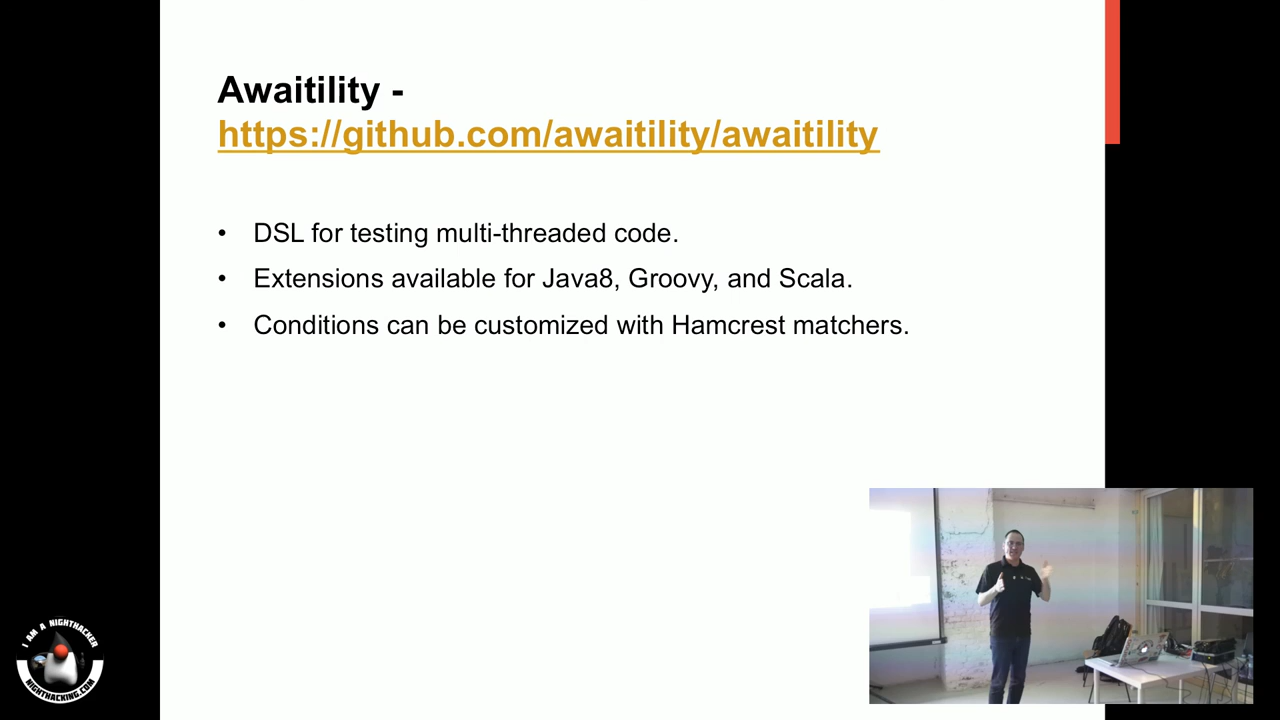 Awaitility -
https://github.com/awaitility/awaitility
• DSL for testing multi-threaded code.
• Extensions available for Java8, Groovy, and Scala.
• Conditions can be customized with Hamcrest matchers.
I AM A NIGHTHACKER
NIGHTHACKING.COM